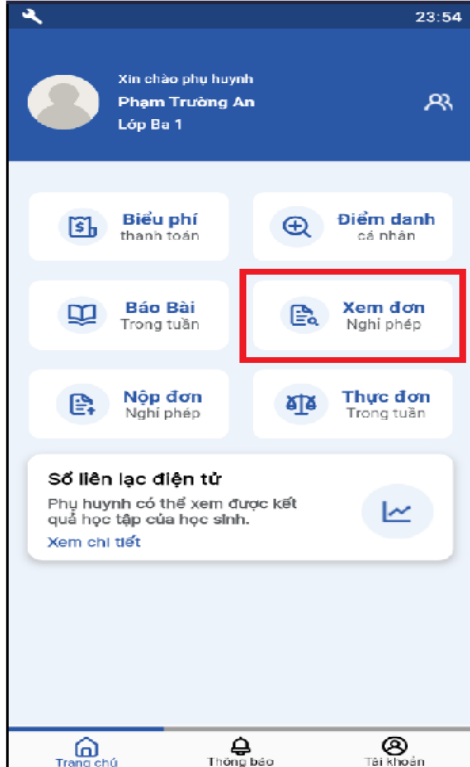 23:54
Xin chào phụ huynh
Phạm Trường An
Lớp Ba 1
Biểu phí
thanh toán
Điểm danh
cá nhân
Báo Bài
Trong tuần
Xem đơn
Nghỉ phép
Nộp đơn
Nghỉ phép
Thực đơn
Trong tuần
Sổ liên lạc điện tử
Phụ huynh có thể xem được kết
quả học tập của học sinh.
Xem chi tiết
Trang chủ
Thông báo
Tài khoản